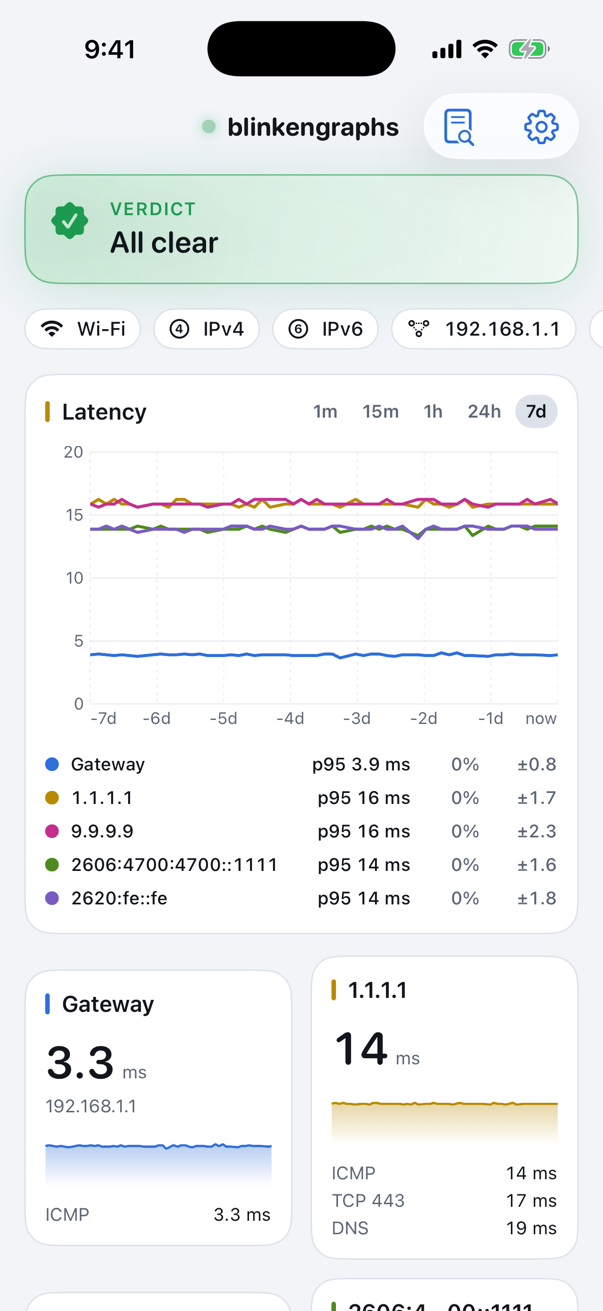 9:41
blinkengraphs
VERDICT
All clear
Wi-Fi
4 IPv4
6 IPv6
192.168.1.1
Latency 1m 15m 1h 24h 7d
20
15
10
5
0
-7d -6d -5d -4d -3d -2d -1d now
Gateway p95 3.9 ms 0% ±0.8
1.1.1.1 p95 16 ms 0% ±1.7
9.9.9.9 p95 16 ms 0% ±2.3
2606:4700:4700::1111 p95 14 ms 0% ±1.6
2620:fe::fe p95 14 ms 0% ±1.8
Gateway
3.3 ms
192.168.1.1
ICMP 3.3 ms
1.1.1.1
14 ms
ICMP 14 ms
TCP 443 17 ms
DNS 19 ms
2606:4…00::1111